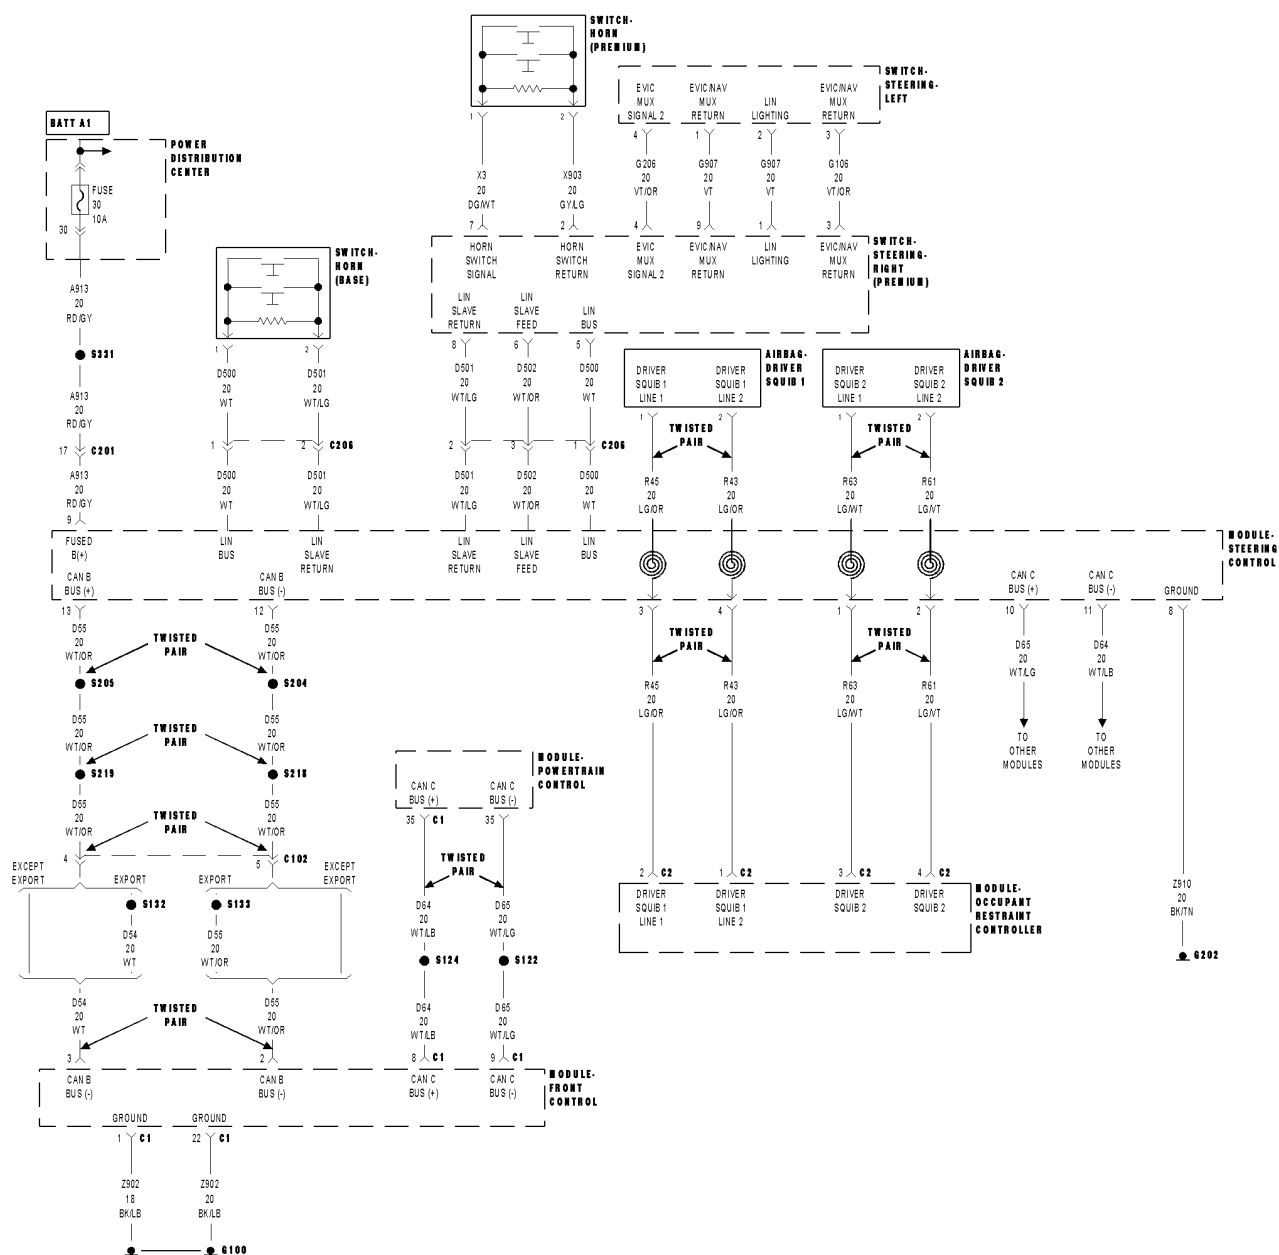 SWITCH-
HORN
(PREMIUM)
1
2
X3
20
DG/WT
7
X903
20
GY/LG
2
SWITCH-
STEERING-
LEFT
EVIC
MUX
SIGNAL 2
EVIC/NAV
MUX
RETURN
LIN
LIGHTING
EVIC/NAV
MUX
RETURN
4
1
2
3
G206
20
VT/OR
G907
20
VT
G907
20
VT
G106
20
VT/OR
4
9
1
3
BATT A1
POWER
DISTRIBUTION
CENTER
FUSE
30
10A
30
A913
20
RD/GY
S331
A913
20
RD/GY
17
C201
A913
20
RD/GY
9
SWITCH-
HORN
(BASE)
1
2
D500
20
WT
D501
20
WT/LG
1
2
C206
D500
20
WT
D501
20
WT/LG
SWITCH-
STEERING-
RIGHT
(PREMIUM)
HORN
SWITCH
SIGNAL
HORN
SWITCH
RETURN
EVIC
MUX
SIGNAL 2
EVIC/NAV
MUX
RETURN
LIN
LIGHTING
EVIC/NAV
MUX
RETURN
LIN
SLAVE
RETURN
LIN
SLAVE
FEED
LIN
BUS
8
6
5
D501
20
WT/LG
D502
20
WT/OR
D500
20
WT
2
3
1
C206
D501
20
WT/LG
D502
20
WT/OR
D500
20
WT
AIRBAG-
DRIVER
SQUIB 1
DRIVER
SQUIB 1
LINE 1
DRIVER
SQUIB 1
LINE 2
1
2
TWISTED
PAIR
R45
20
LG/OR
R43
20
LG/OR
AIRBAG-
DRIVER
SQUIB 2
DRIVER
SQUIB 2
LINE 1
DRIVER
SQUIB 2
LINE 2
1
2
TWISTED
PAIR
R63
20
LG/WT
R61
20
LG/VT
MODULE-
STEERING
CONTROL
FUSED
B(+)
LIN
BUS
LIN
SLAVE
RETURN
LIN
SLAVE
RETURN
LIN
SLAVE
FEED
LIN
BUS
CAN B
BUS (+)
CAN B
BUS (-)
CAN C
BUS (+)
CAN C
BUS (-)
GROUND
13
12
3
4
1
2
10
11
8
D55
20
WT/OR
TWISTED
PAIR
D55
20
WT/OR
S205
S204
D55
20
WT/OR
TWISTED
PAIR
D55
20
WT/OR
S219
S218
D55
20
WT/OR
TWISTED
PAIR
D55
20
WT/OR
4
5
C102
EXCEPT
EXPORT
EXPORT
EXPORT
EXCEPT
EXPORT
S132
S133
D54
20
WT
D55
20
WT/OR
D54
20
WT
TWISTED
PAIR
D55
20
WT/OR
3
2
MODULE-
POWERTRAIN
CONTROL
CAN C
BUS (+)
CAN C
BUS (-)
35
C1
35
TWISTED
PAIR
D64
20
WT/LB
D65
20
WT/LG
S124
S122
D64
20
WT/LB
D65
20
WT/LG
8
C1
9
C1
TWISTED
PAIR
R45
20
LG/OR
R43
20
LG/OR
TWISTED
PAIR
R63
20
LG/WT
R61
20
LG/VT
D65
20
WT/LG
TO
OTHER
MODULES
D64
20
WT/LB
TO
OTHER
MODULES
2
C2
1
C2
3
C2
4
C2
DRIVER
SQUIB 1
LINE 1
DRIVER
SQUIB 1
LINE 2
DRIVER
SQUIB 2
DRIVER
SQUIB 2
MODULE-
OCCUPANT
RESTRAINT
CONTROLLER
Z910
20
BK/TN
G202
MODULE-
FRONT
CONTROL
CAN B
BUS (-)
CAN B
BUS (-)
CAN C
BUS (+)
CAN C
BUS (-)
GROUND
GROUND
1
C1
22
C1
Z902
18
BK/LB
Z902
20
BK/LB
G100